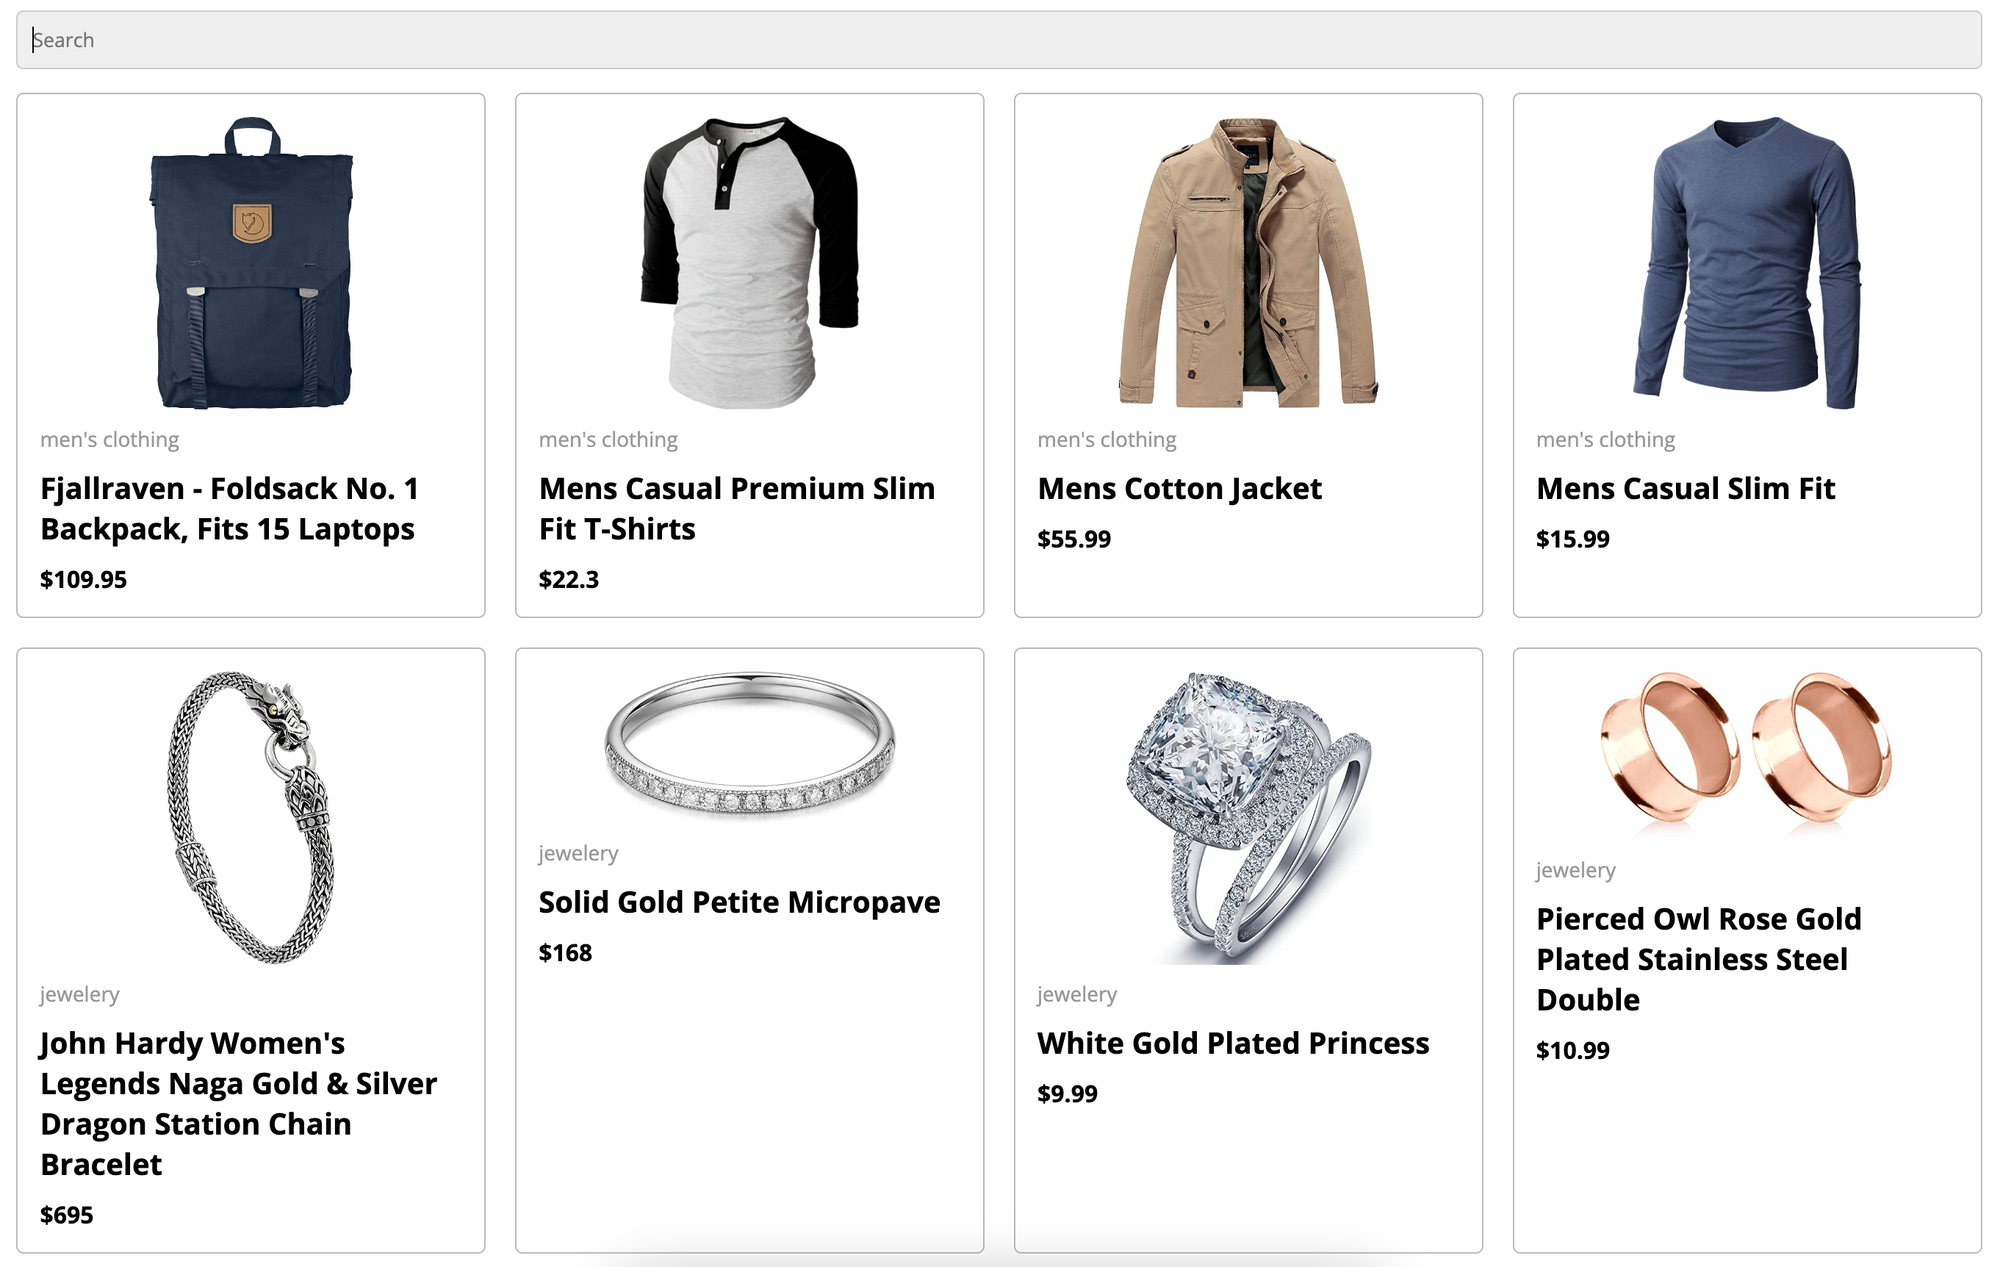 Search
men's clothing
Fjallraven - Foldsack No. 1
Backpack, Fits 15 Laptops
$109.95
men's clothing
Mens Casual Premium Slim
Fit T-Shirts
$22.3
men's clothing
Mens Cotton Jacket
$55.99
men's clothing
Mens Casual Slim Fit
$15.99
jewelery
John Hardy Women's
Legends Naga Gold & Silver
Dragon Station Chain
Bracelet
$695
jewelery
Solid Gold Petite Micropave
$168
jewelery
White Gold Plated Princess
$9.99
jewelery
Pierced Owl Rose Gold
Plated Stainless Steel
Double
$10.99